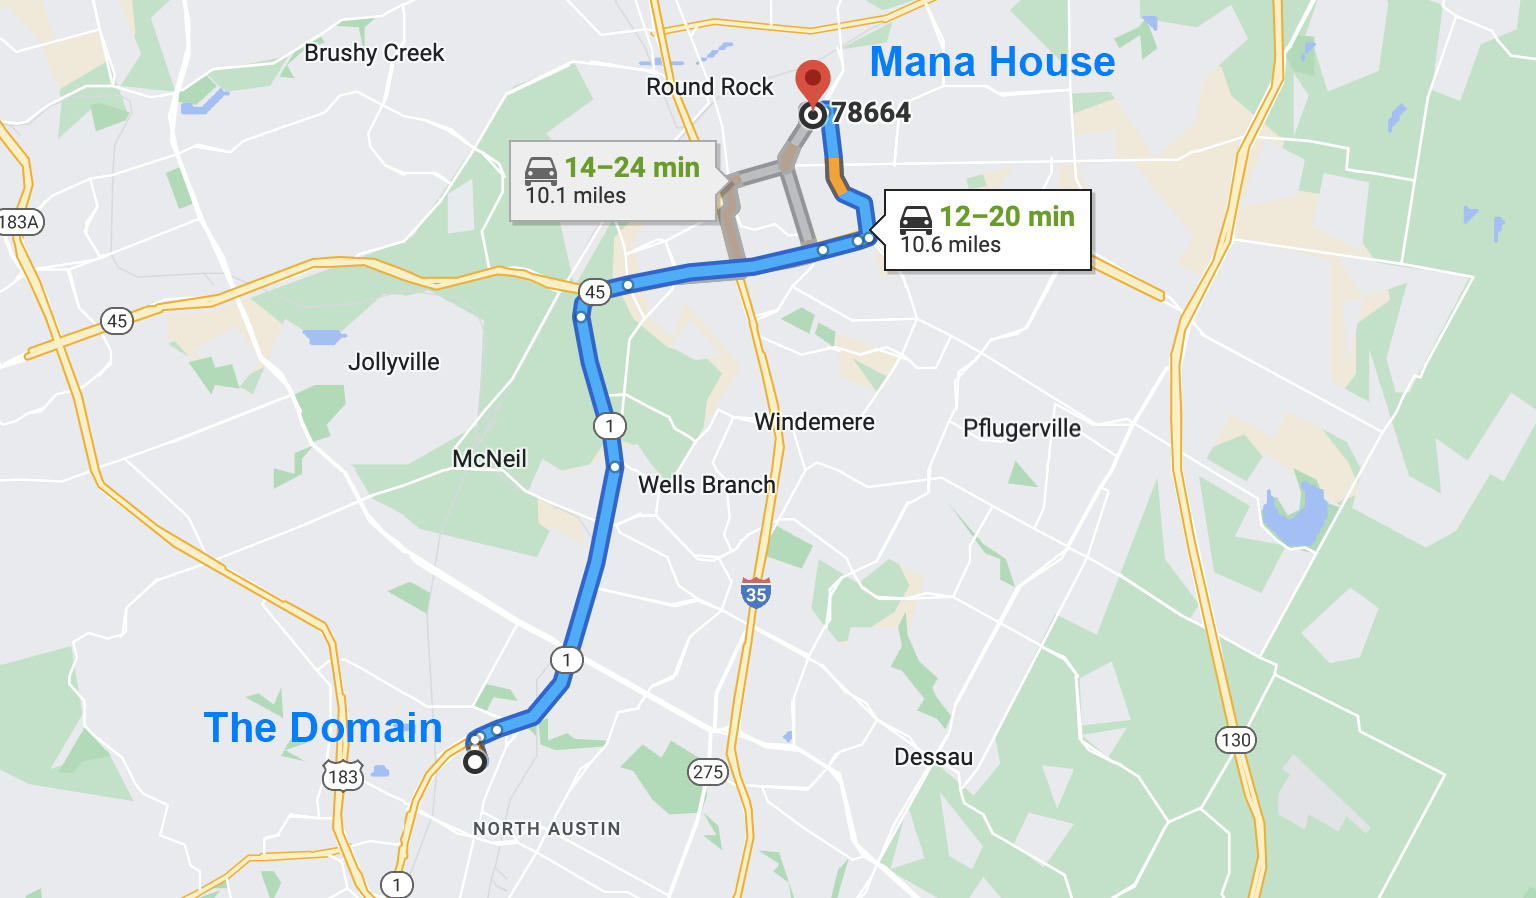 Brushy Creek
Mana House
Round Rock
78664
14–24 min
10.1 miles
183A
12–20 min
10.6 miles
45
45
Jollyville
1
Windemere
Pflugerville
McNeil
Wells Branch
35
1
The Domain
130
Dessau
183
275
NORTH AUSTIN
1